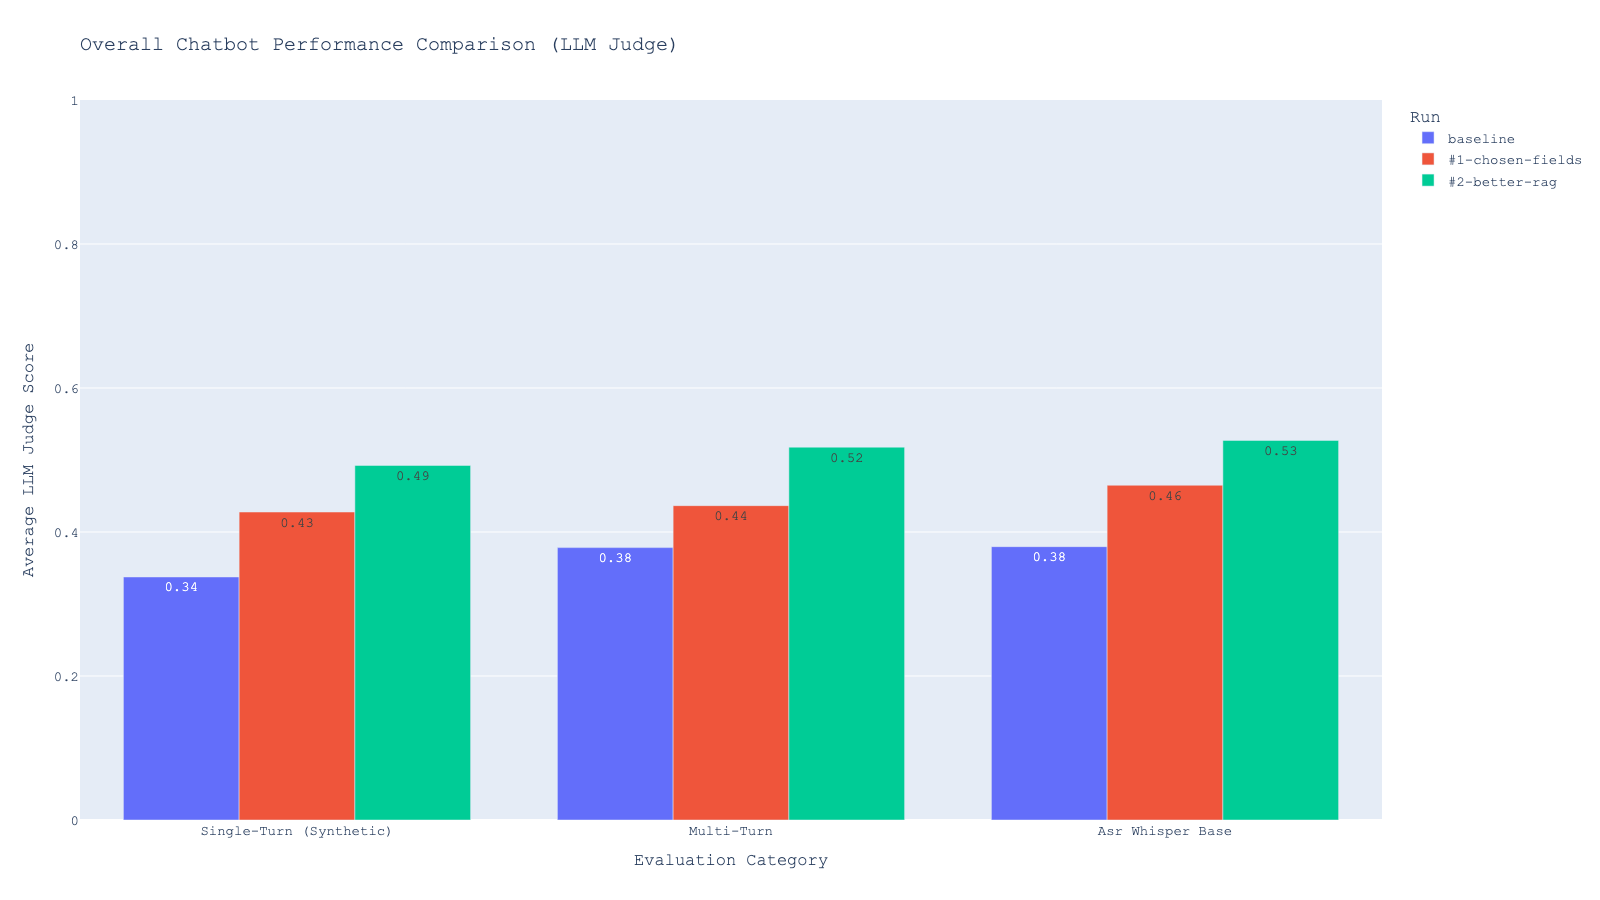 Overall Chatbot Performance Comparison (LLM Judge)
Run
baseline
#1-chosen-fields
#2-better-rag
Average LLM Judge Score
1
0.8
0.6
0.4
0.2
0
0.34
0.43
0.49
0.38
0.44
0.52
0.38
0.46
0.53
Single-Turn (Synthetic)
Multi-Turn
Asr Whisper Base
Evaluation Category